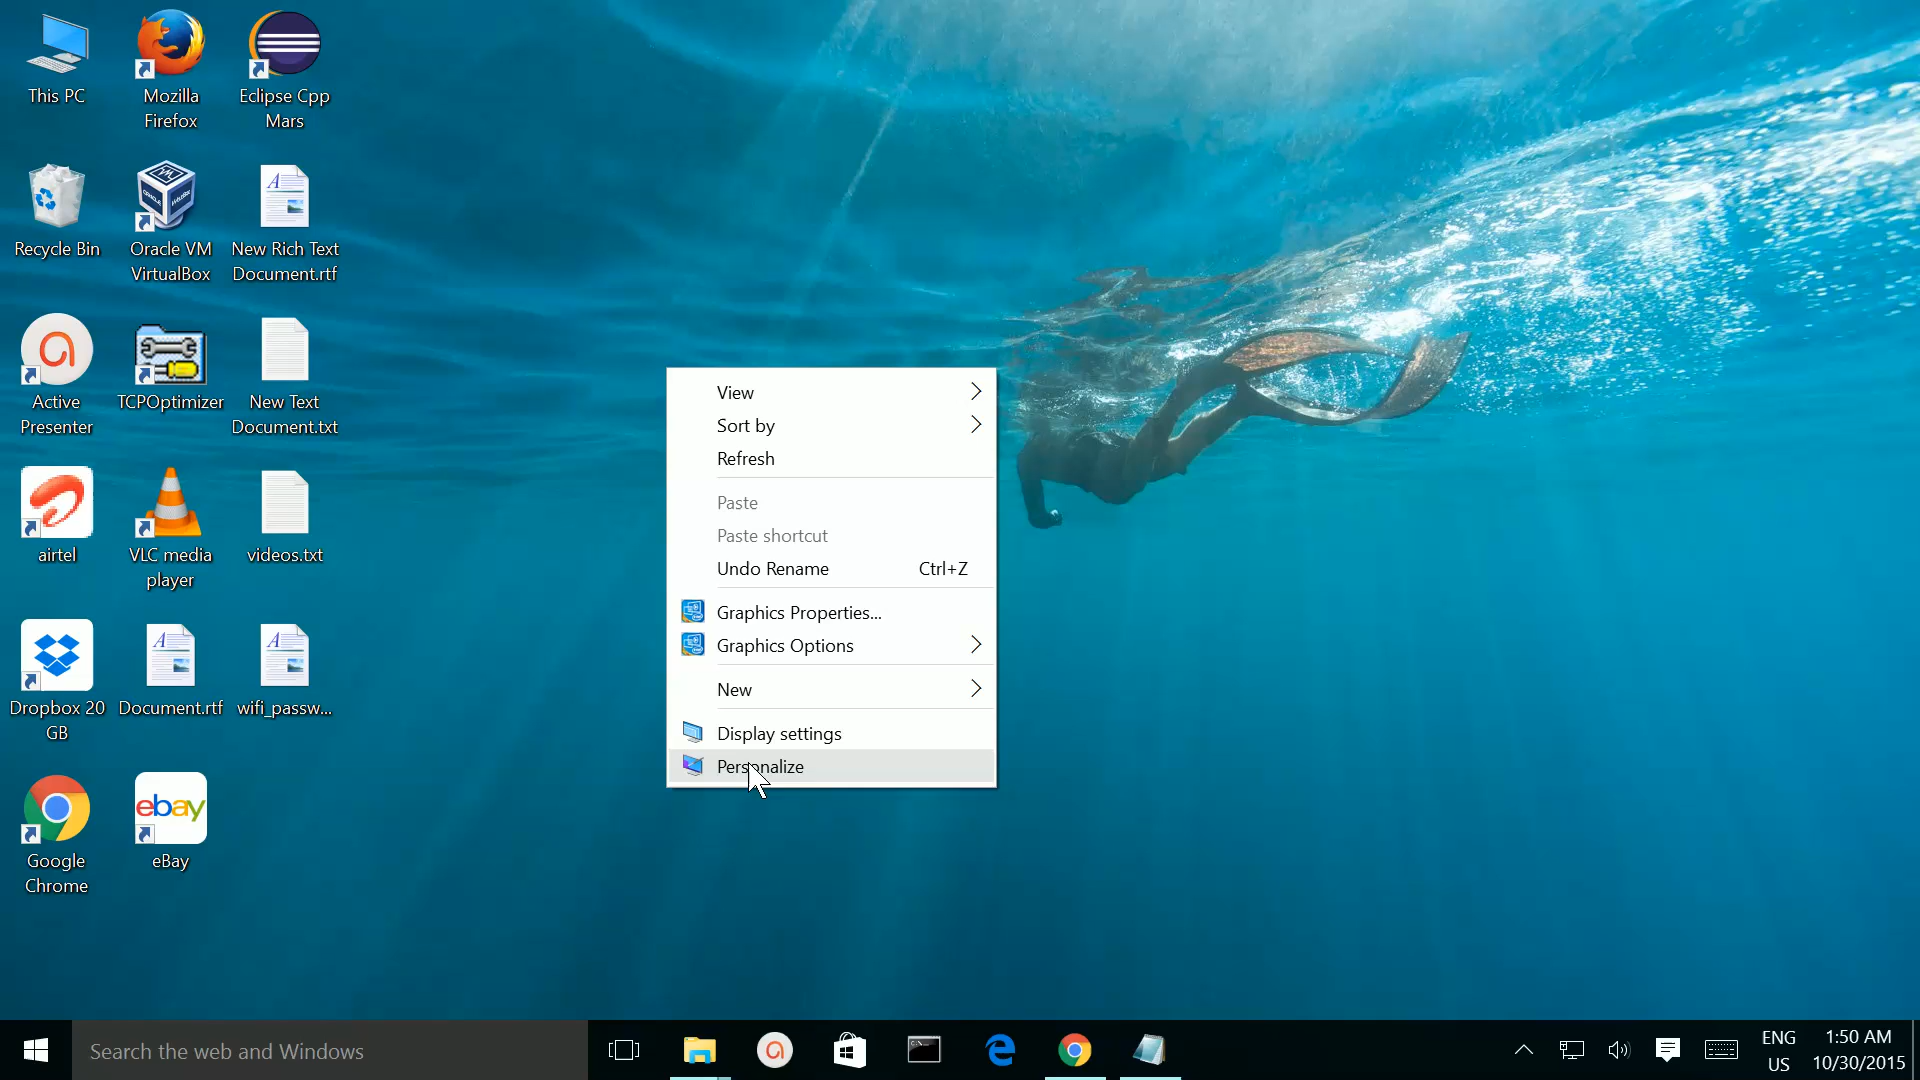 This PC
Mozilla
Firefox
Eclipse Cpp
Mars
Recycle Bin
Oracle VM
VirtualBox
New Rich Text
Document.rtf
Active
Presenter
TCPOptimizer
New Text
Document.txt
airtel
VLC media
player
videos.txt
Dropbox 20
GB
Document.rtf
wifi_passw...
Google
Chrome
ebay
eBay
View
Sort by
Refresh
Paste
Paste shortcut
Undo Rename Ctrl+Z
Graphics Properties...
Graphics Options
New
Display settings
Personalize
Search the web and Windows
ENG
US
1:50 AM
10/30/2015